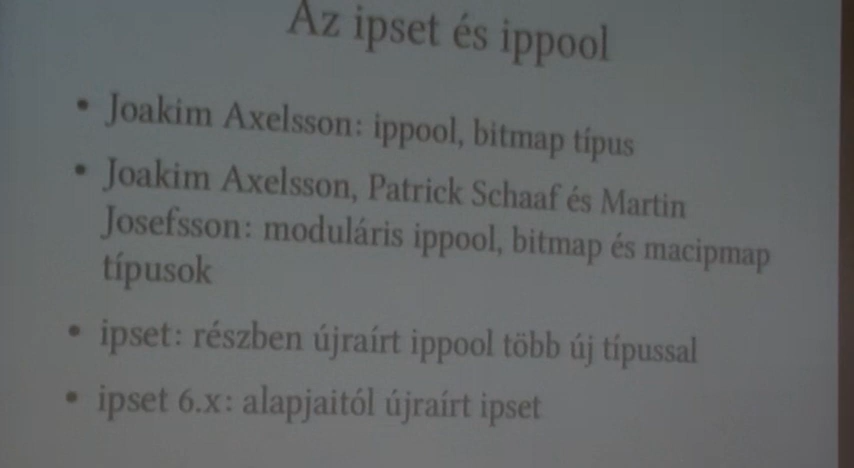 Az ipset és ippool
• Joakim Axelsson: ippool, bitmap típus
• Joakim Axelsson, Patrick Schaaf és Martin
Josefsson: moduláris ippool, bitmap és macipmap
típusok
• ipset: részben újraírt ippool több új típussal
• ipset 6.x: alapjaitól újraírt ipset